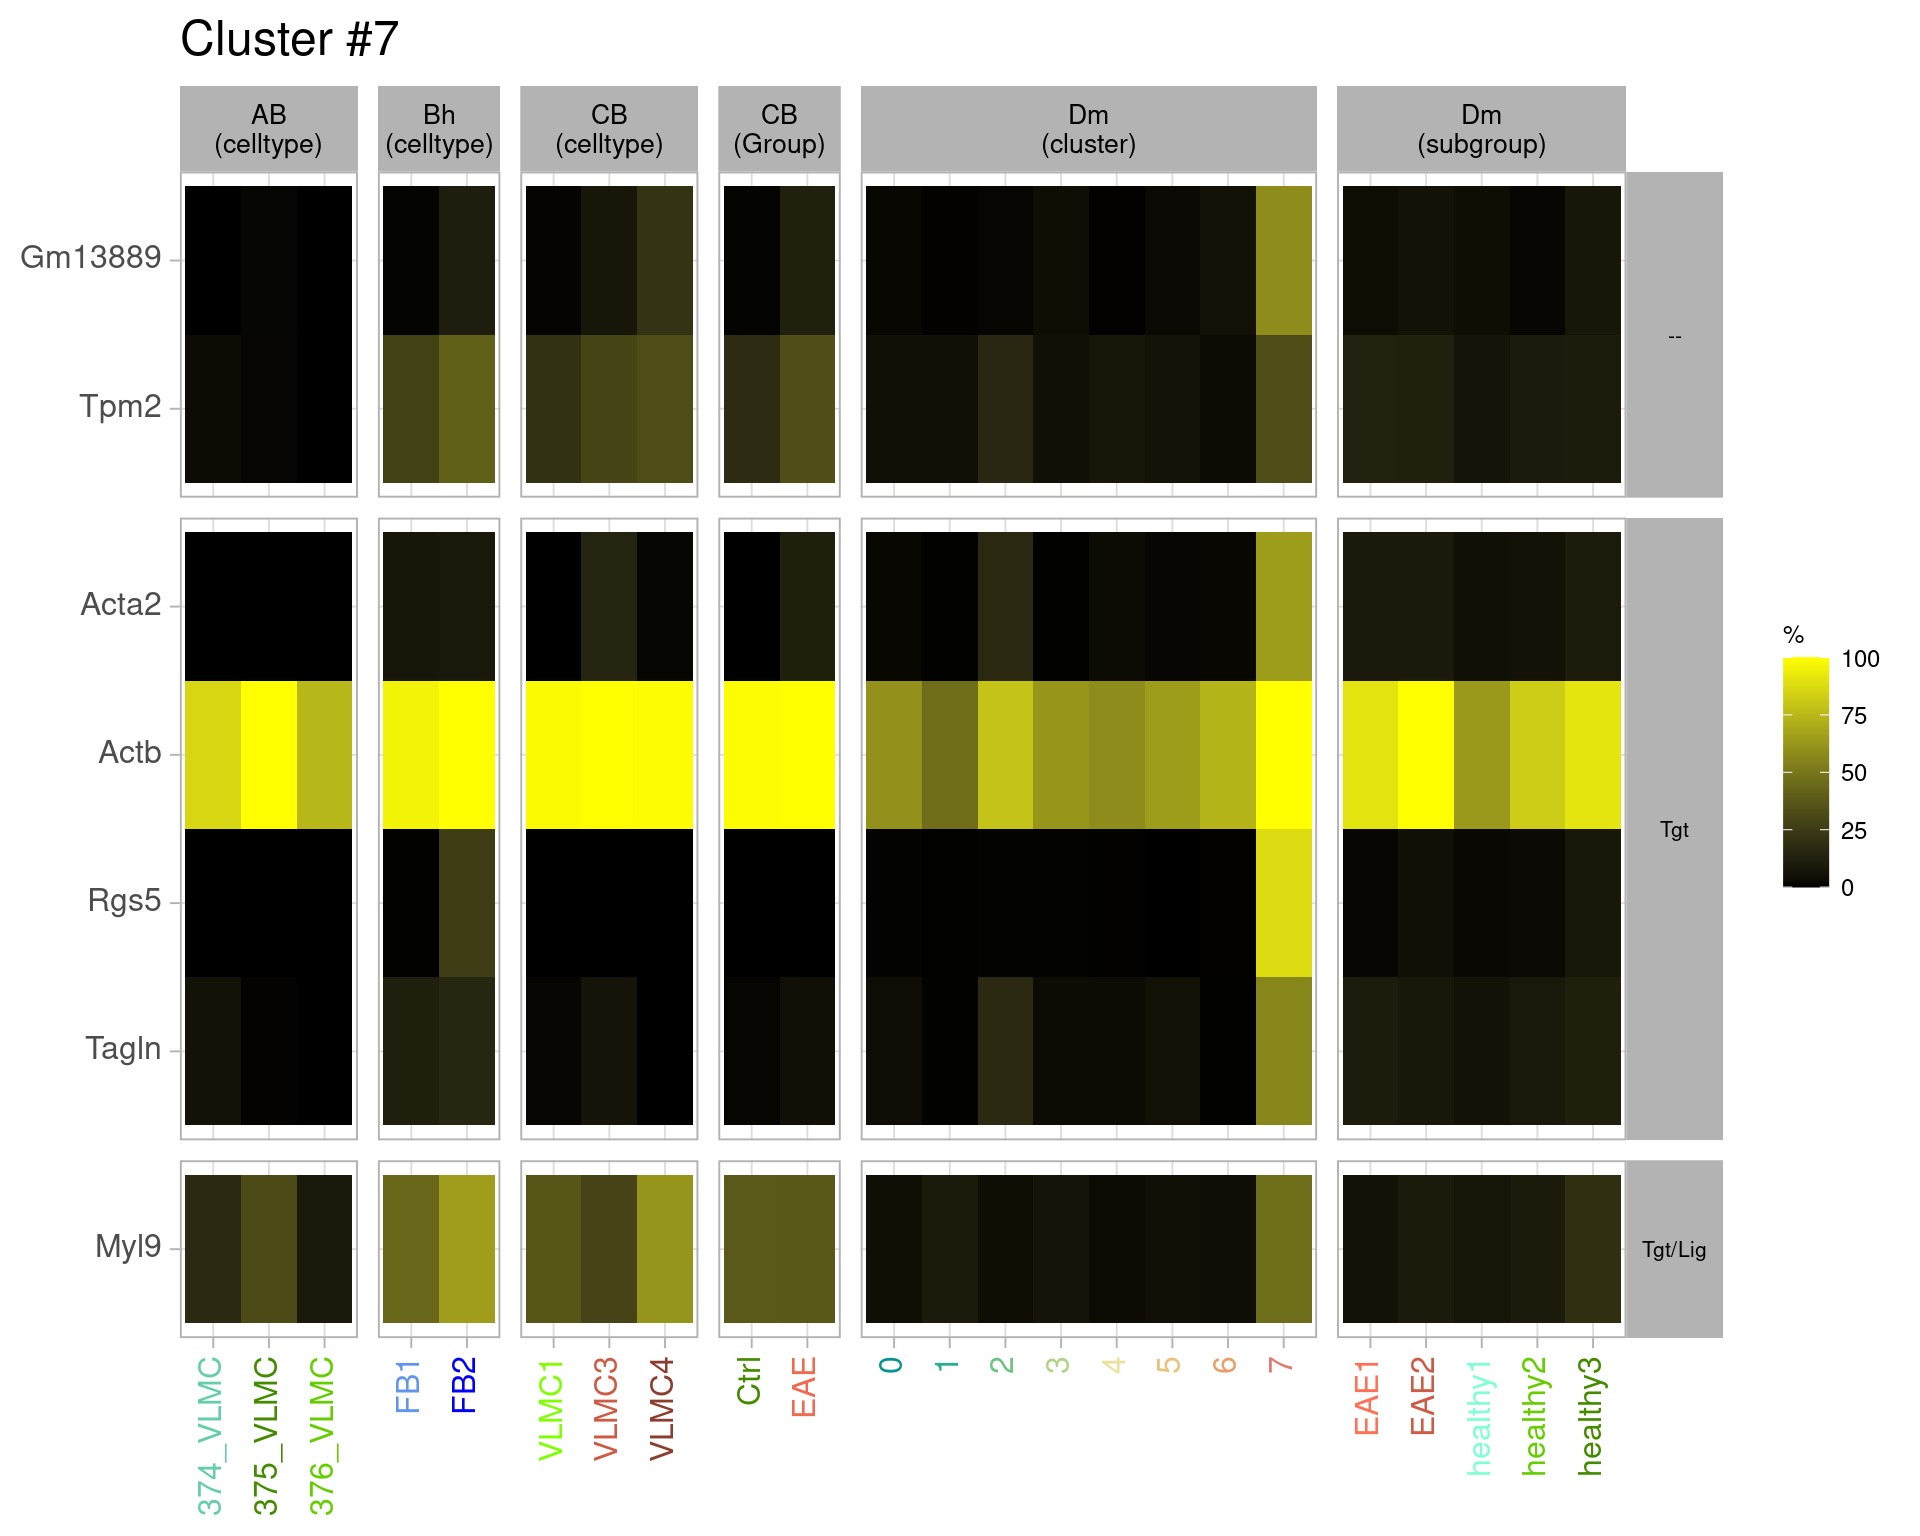 Cluster #7
AB
(celltype)
Bh
(celltype)
CB
(celltype)
CB
(Group)
Dm
(cluster)
Dm
(subgroup)
Gm13889
Tpm2
--
Acta2
Actb
Rgs5
Tagln
Tgt
Myl9
Tgt/Lig
%
100
75
50
25
0
374_VLMC
375_VLMC
376_VLMC
FB1
FB2
VLMC1
VLMC3
VLMC4
Ctrl
EAE
0
1
2
3
4
5
6
7
EAE1
EAE2
healthy1
healthy2
healthy3